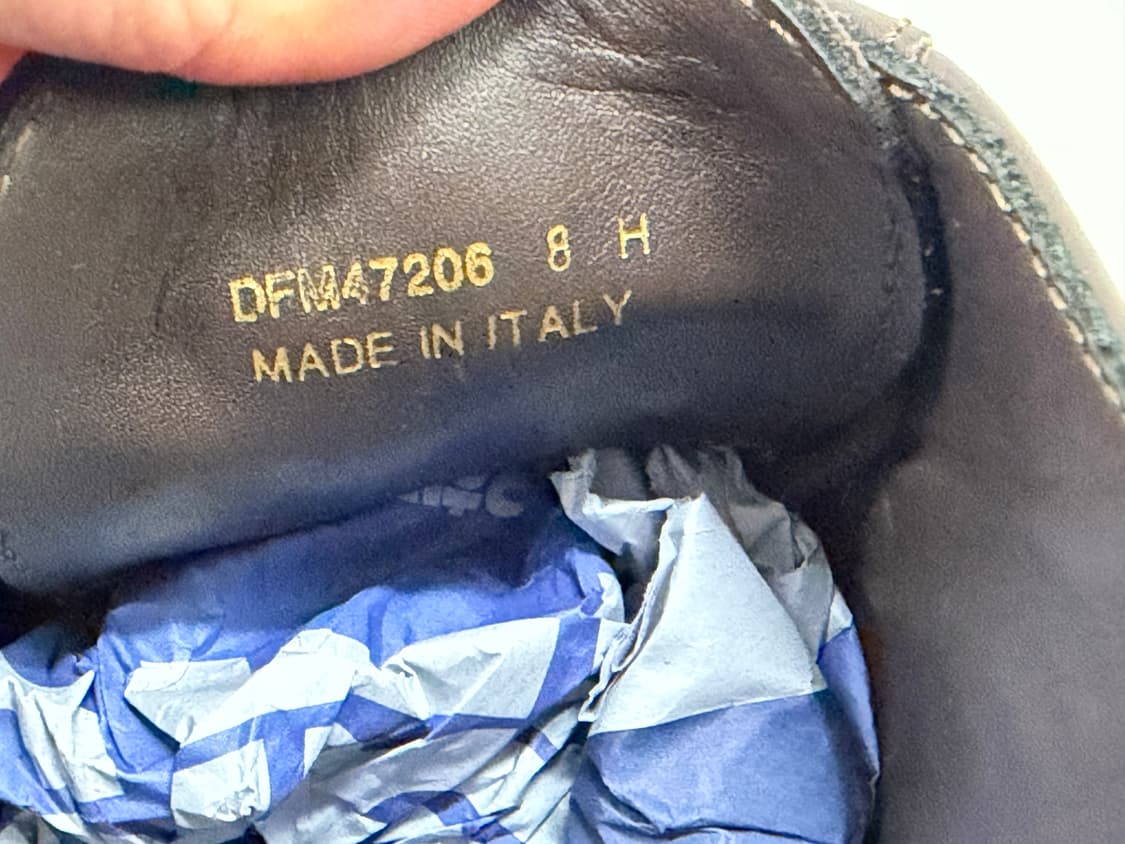 DFM47206 8 H
MADE IN ITALY